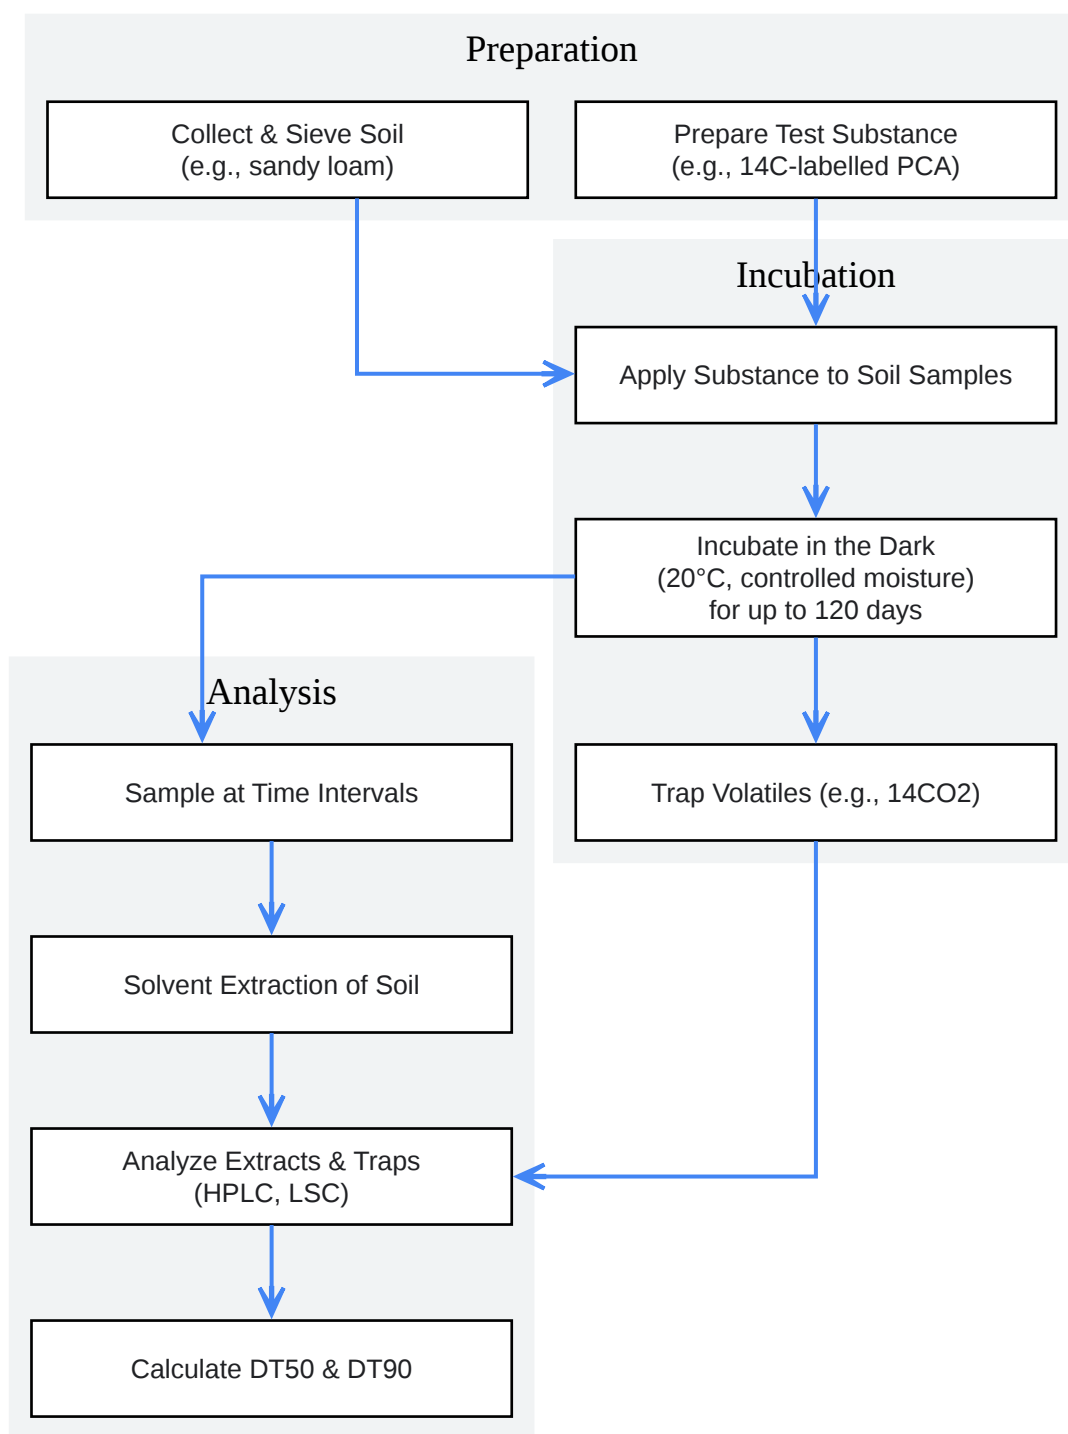 Preparation
Collect & Sieve Soil
(e.g., sandy loam)
Prepare Test Substance
(e.g., 14C-labelled PCA)
Incubation
Apply Substance to Soil Samples
Incubate in the Dark
(20°C, controlled moisture)
for up to 120 days
Trap Volatiles (e.g., 14CO2)
Analysis
Sample at Time Intervals
Solvent Extraction of Soil
Analyze Extracts & Traps
(HPLC, LSC)
Calculate DT50 & DT90